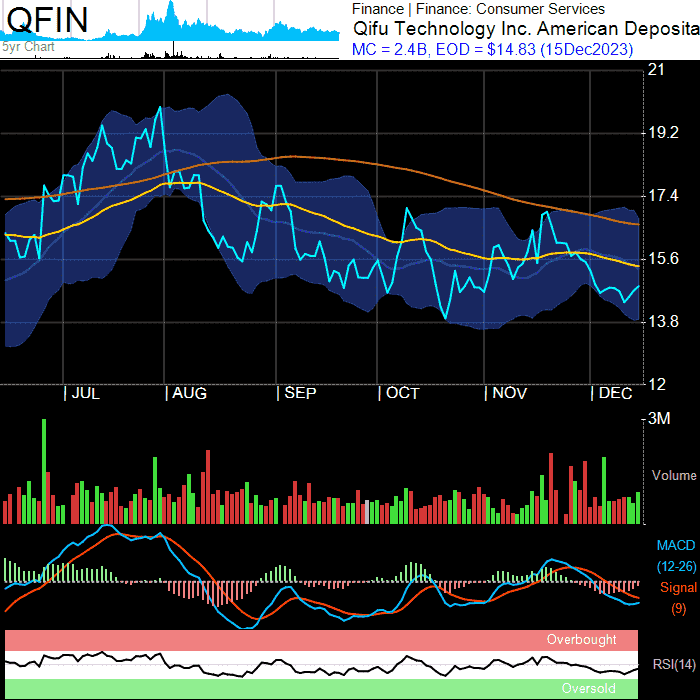 QFIN
5yr Chart
Finance | Finance: Consumer Services
Qifu Technology Inc. American Deposita
MC = 2.4B, EOD = $14.83 (15Dec2023)
21
19.2
17.4
15.6
13.8
12
| JUL | AUG | SEP | OCT | NOV | DEC
3M
Volume
MACD
(12-26)
Signal
(9)
Overbought
RSI(14)
Oversold